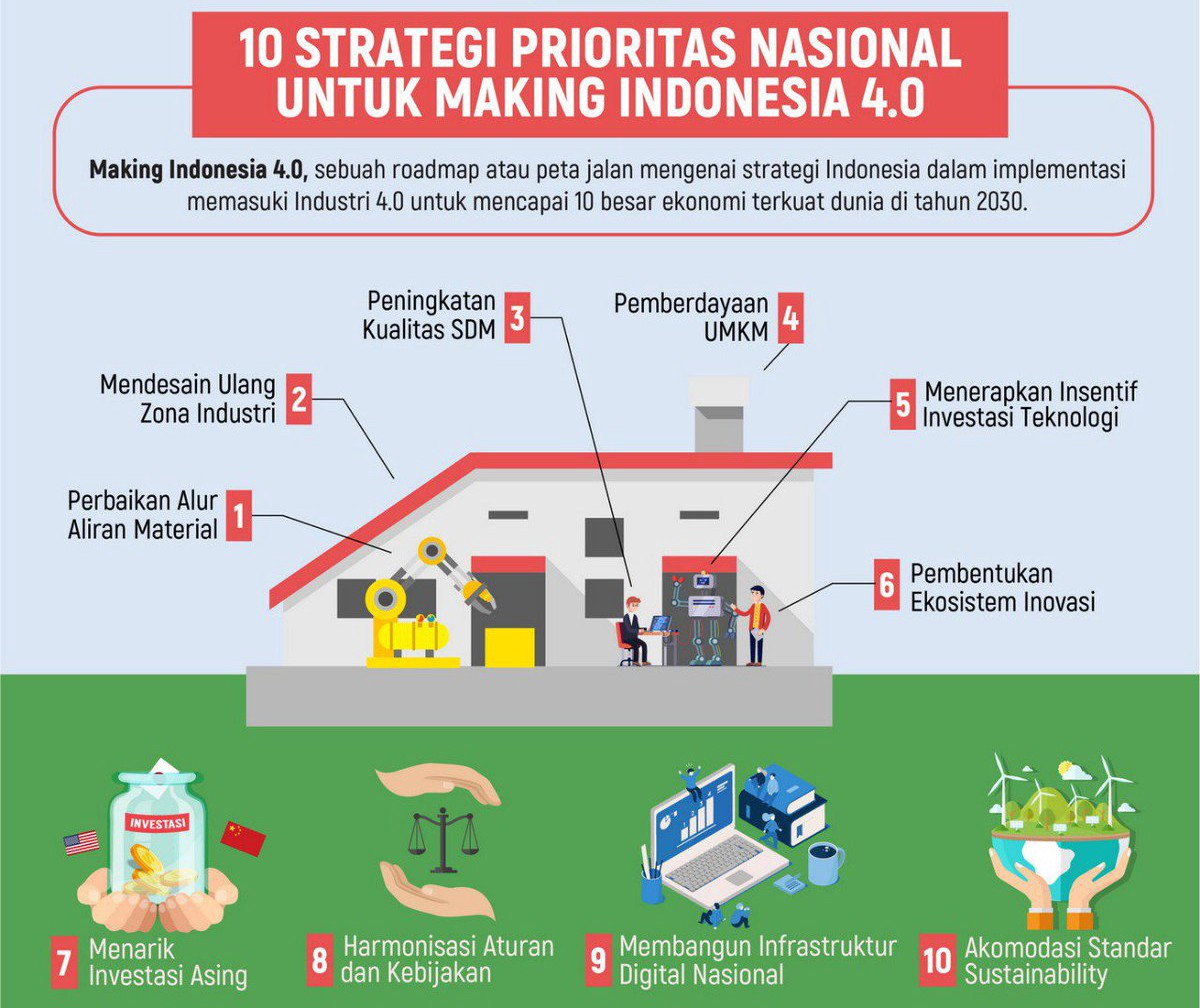 10 STRATEGI PRIORITAS NASIONAL
UNTUK MAKING INDONESIA 4.0
Making Indonesia 4.0, sebuah roadmap atau peta jalan mengenai strategi Indonesia dalam implementasi
memasuki Industri 4.0 untuk mencapai 10 besar ekonomi terkuat dunia di tahun 2030.
1
Perbaikan Alur
Aliran Material
2
Mendesain Ulang
Zona Industri
3
Peningkatan
Kualitas SDM
4
Pemberdayaan
UMKM
5
Menerapkan Insentif
Investasi Teknologi
6
Pembentukan
Ekosistem Inovasi
INVESTASI
7
Menarik
Investasi Asing
8
Harmonisasi Aturan
dan Kebijakan
9
Membangun Infrastruktur
Digital Nasional
10
Akomodasi Standar
Sustainability